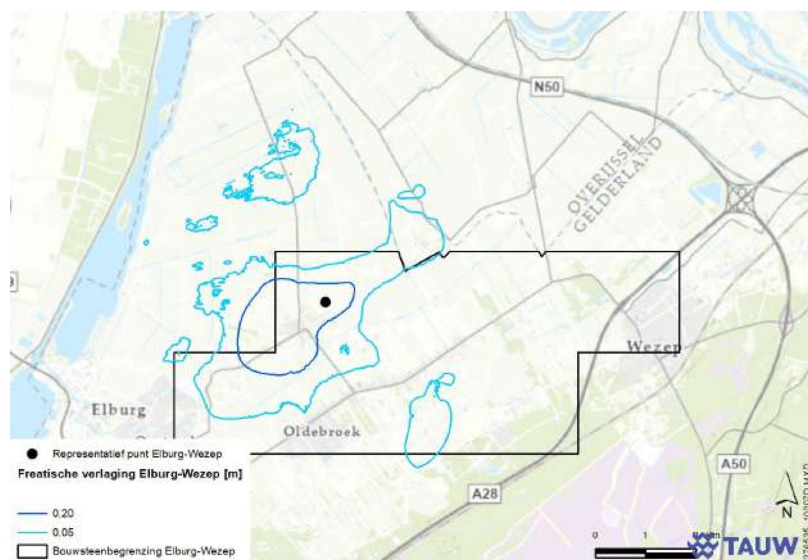 N50
OVERIJSSEL
GELDERLAND
Wezep
Elburg
Oldebroek
A28
A50
N
Representatief punt Elburg-Wezep
Freatische verlaging Elburg-Wezep [m]
0,20
0,05
Bouwsteenbegrenzing Elburg-Wezep
0
1
TAUW